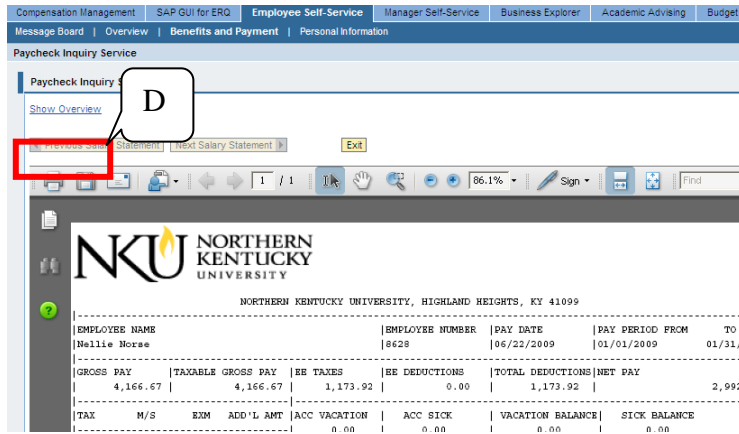 Compensation Management SAP GUI for ERQ Employee Self-Service Manager Self-Service Business Explorer Academic Advising Budget
Message Board | Overview | Benefits and Payment | Personal Information
Paycheck Inquiry Service
Paycheck Inquiry S
D
Show Overview
Previous Salary Statement Next Salary Statement Exit
1 / 1 86.1% Sign Find
NKU NORTHERN
KENTUCKY
UNIVERSITY
NORTHERN KENTUCKY UNIVERSITY, HIGHLAND HEIGHTS, KY 41099
|EMPLOYEE NAME |EMPLOYEE NUMBER |PAY DATE |PAY PERIOD FROM TO
|Nellie Norse |8628 |06/22/2009 |01/01/2009 01/31/
|GROSS PAY |TAXABLE GROSS PAY |EE TAXES |EE DEDUCTIONS |TOTAL DEDUCTIONS|NET PAY
| 4,166.67 | 4,166.67 | 1,173.92 | 0.00 | 1,173.92 | 2,992
|TAX M/S EXM ADD'L AMT |ACC VACATION | ACC SICK | VACATION BALANCE| SICK BALANCE
| 0.00 | 0.00 | 0.00 | 0.00